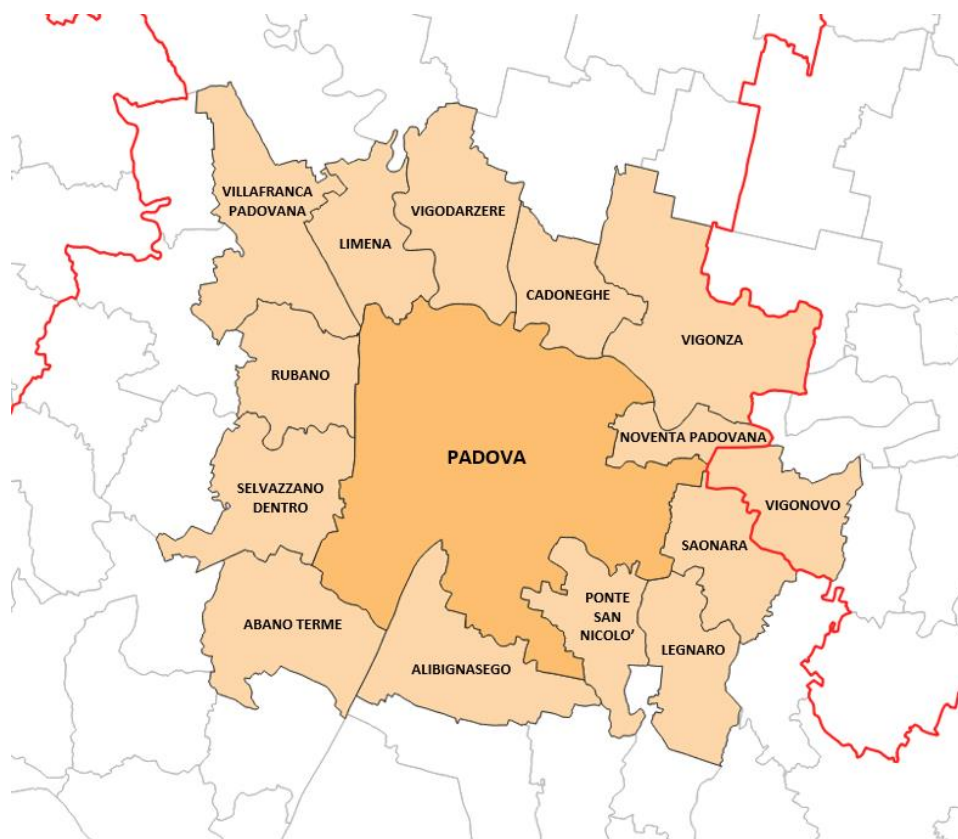 VILLAFRANCA
PADOVANA
LIMENA
VIGODARZERE
CADONEGHE
VIGONZA
RUBANO
NOVENTA PADOVANA
PADOVA
SELVAZZANO
DENTRO
VIGONOVO
SAONARA
ABANO TERME
PONTE
SAN
NICOLO'
LEGNARO
ALIBIGNASEGO